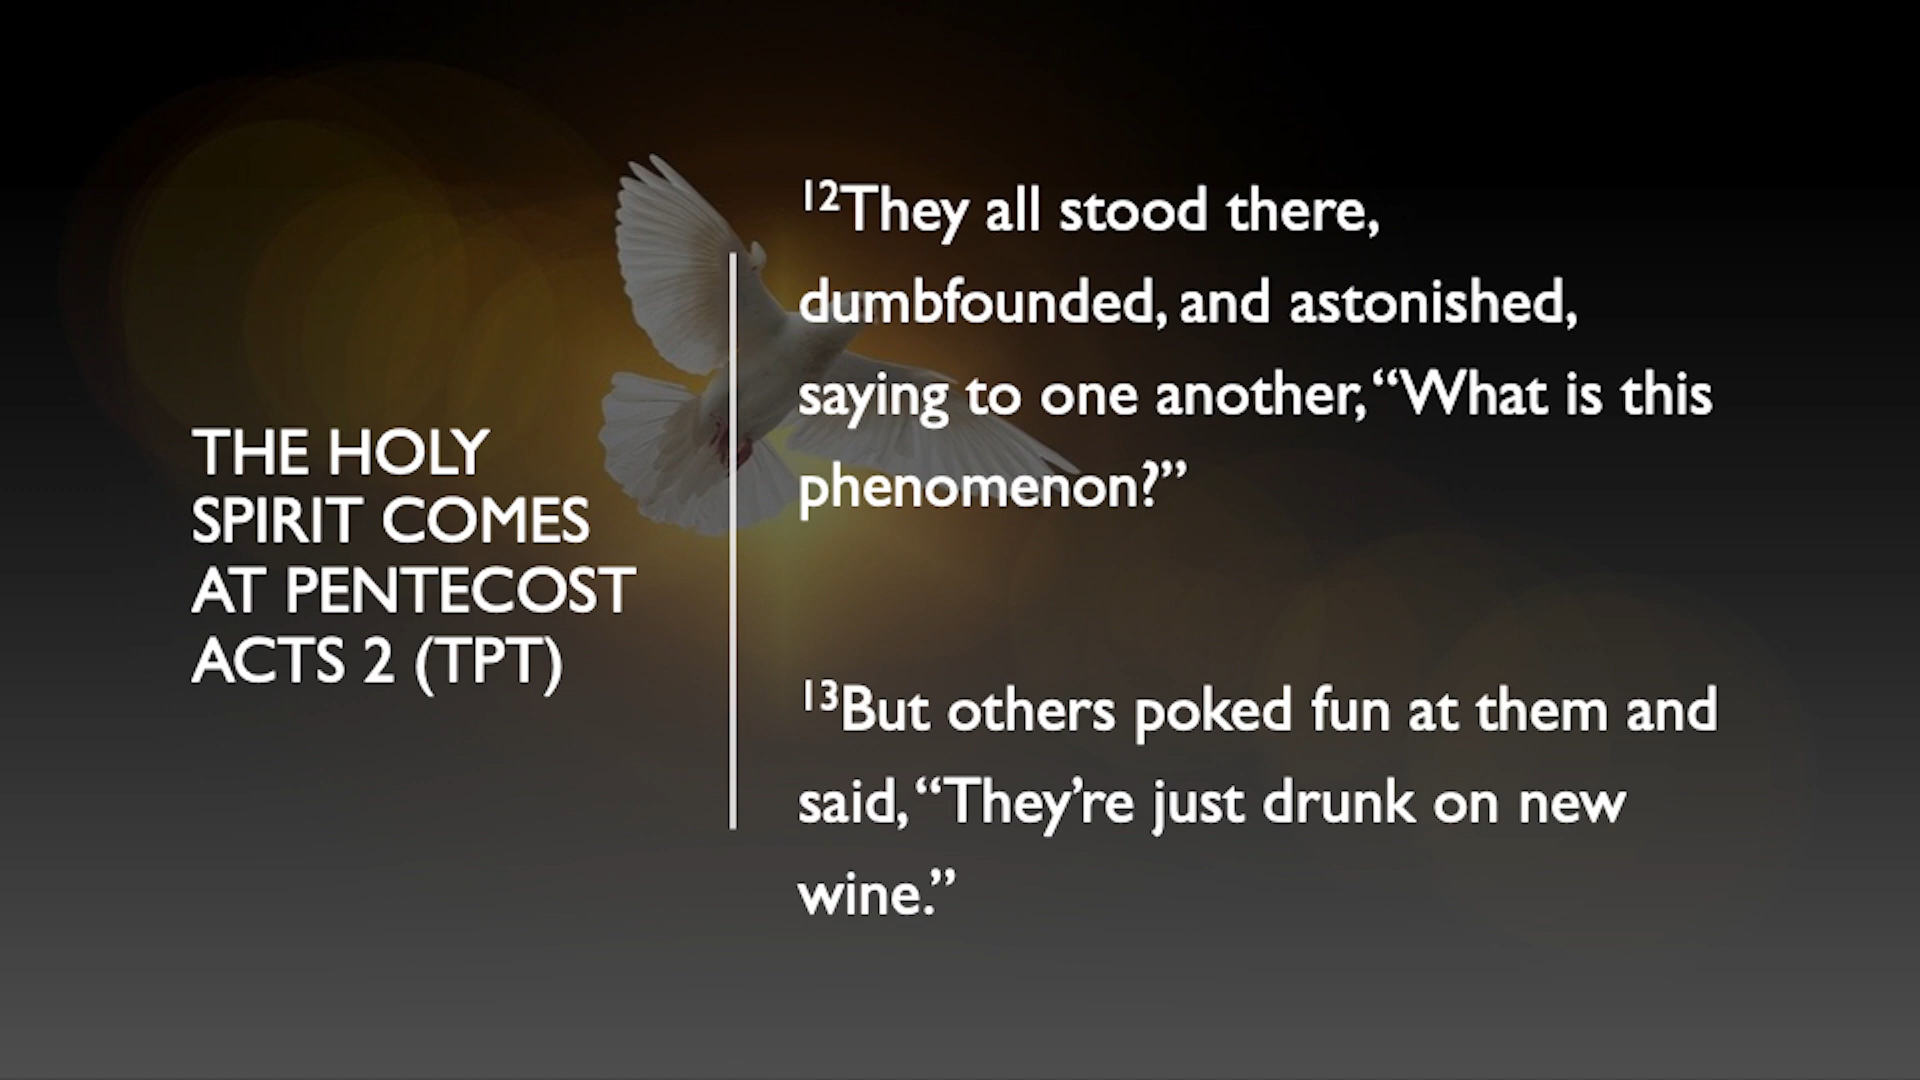 THE HOLY
SPIRIT COMES
AT PENTECOST
ACTS 2 (TPT)
12They all stood there,
dumbfounded, and astonished,
saying to one another, “What is this
phenomenon?”
13But others poked fun at them and
said, “They’re just drunk on new
wine.”